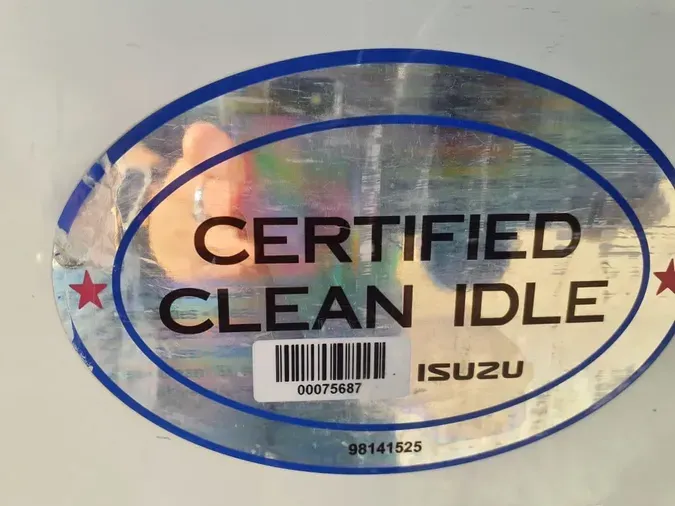 CERTIFIED
CLEAN IDLE
00075687
ISUZU
98141525